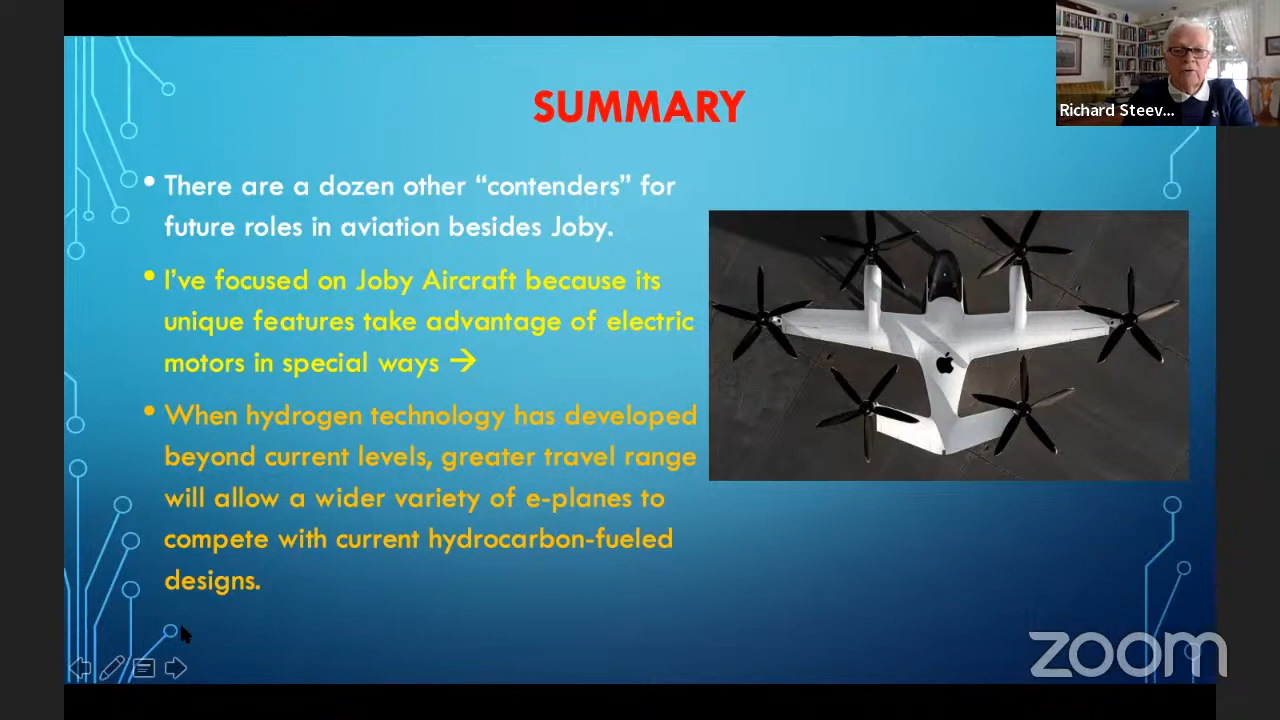 SUMMARY
Richard Steev...
• There are a dozen other “contenders” for
future roles in aviation besides Joby.
• I’ve focused on Joby Aircraft because its
unique features take advantage of electric
motors in special ways →
• When hydrogen technology has developed
beyond current levels, greater travel range
will allow a wider variety of e-planes to
compete with current hydrocarbon-fueled
designs.
zoom